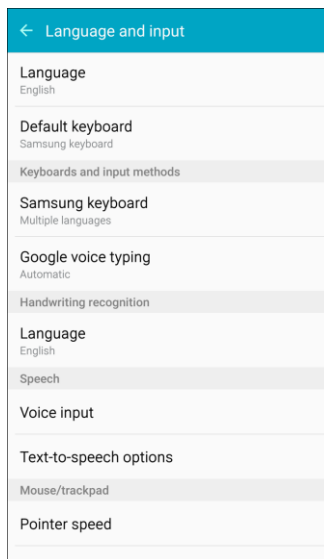 Language and input
Language
English
Default keyboard
Samsung keyboard
Keyboards and input methods
Samsung keyboard
Multiple languages
Google voice typing
Automatic
Handwriting recognition
Language
English
Speech
Voice input
Text-to-speech options
Mouse/trackpad
Pointer speed